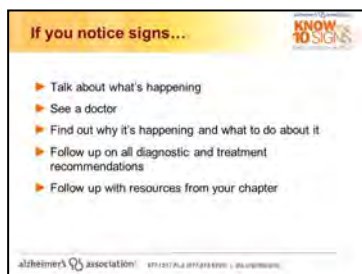 If you notice signs…
KNOW
10 SIGNS
► Talk about what's happening
► See a doctor
► Find out why it's happening and what to do about it
► Follow up on all diagnostic and treatment
recommendations
► Follow up with resources from your chapter
alzheimer's association